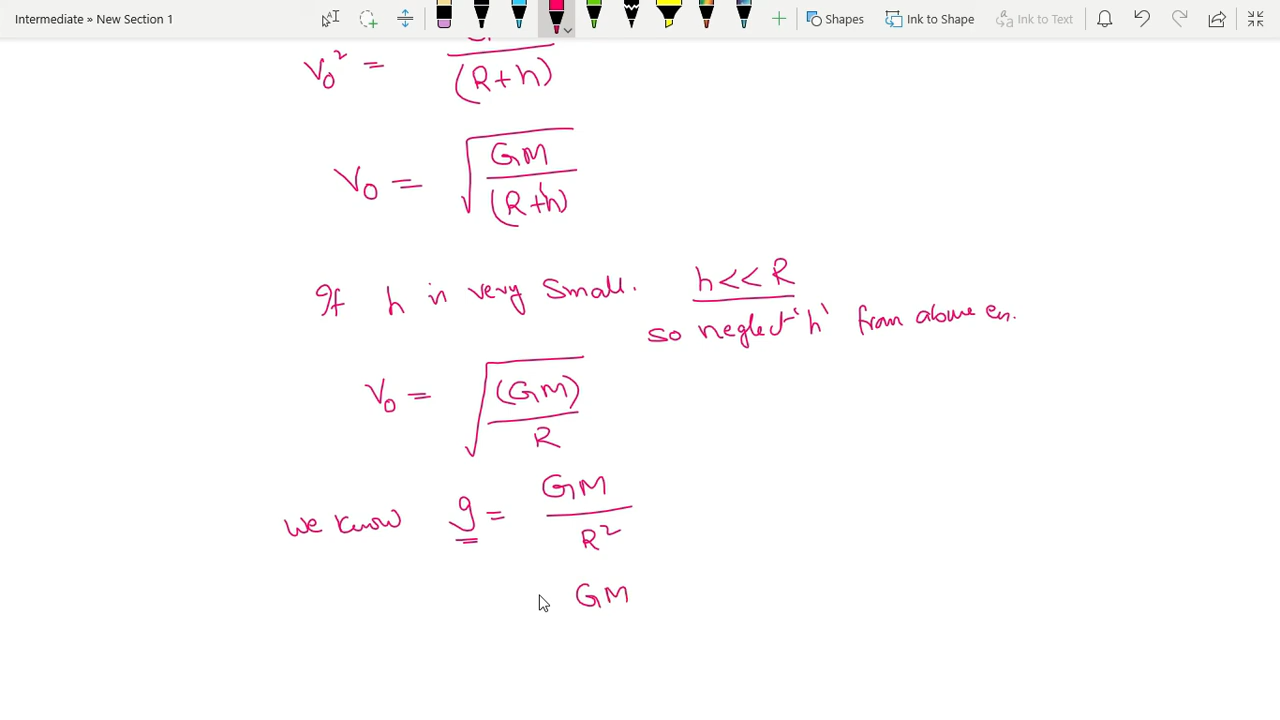 Intermediate » New Section 1
Shapes
Ink to Shape
Ink to Text
V₀² =
(R+h)
V₀ = √(GM/(R+h))
If h is very small. h<<R
so neglect 'h' from above en.
V₀ = √((GM)/R)
We know g = GM/R²
GM